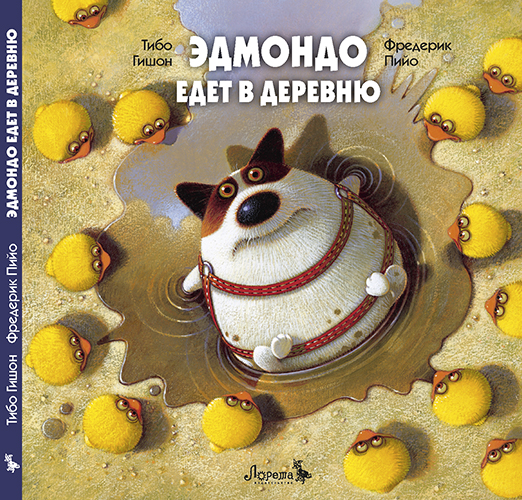 Тибо
Гишон
ЭДМОНДО
Фредерик
Пийо
ЕДЕТ В ДЕРЕВНЮ
Тибо Гишон Фредерик Пийо ЭДМОНДО ЕДЕТ В ДЕРЕВНЮ
Лорета